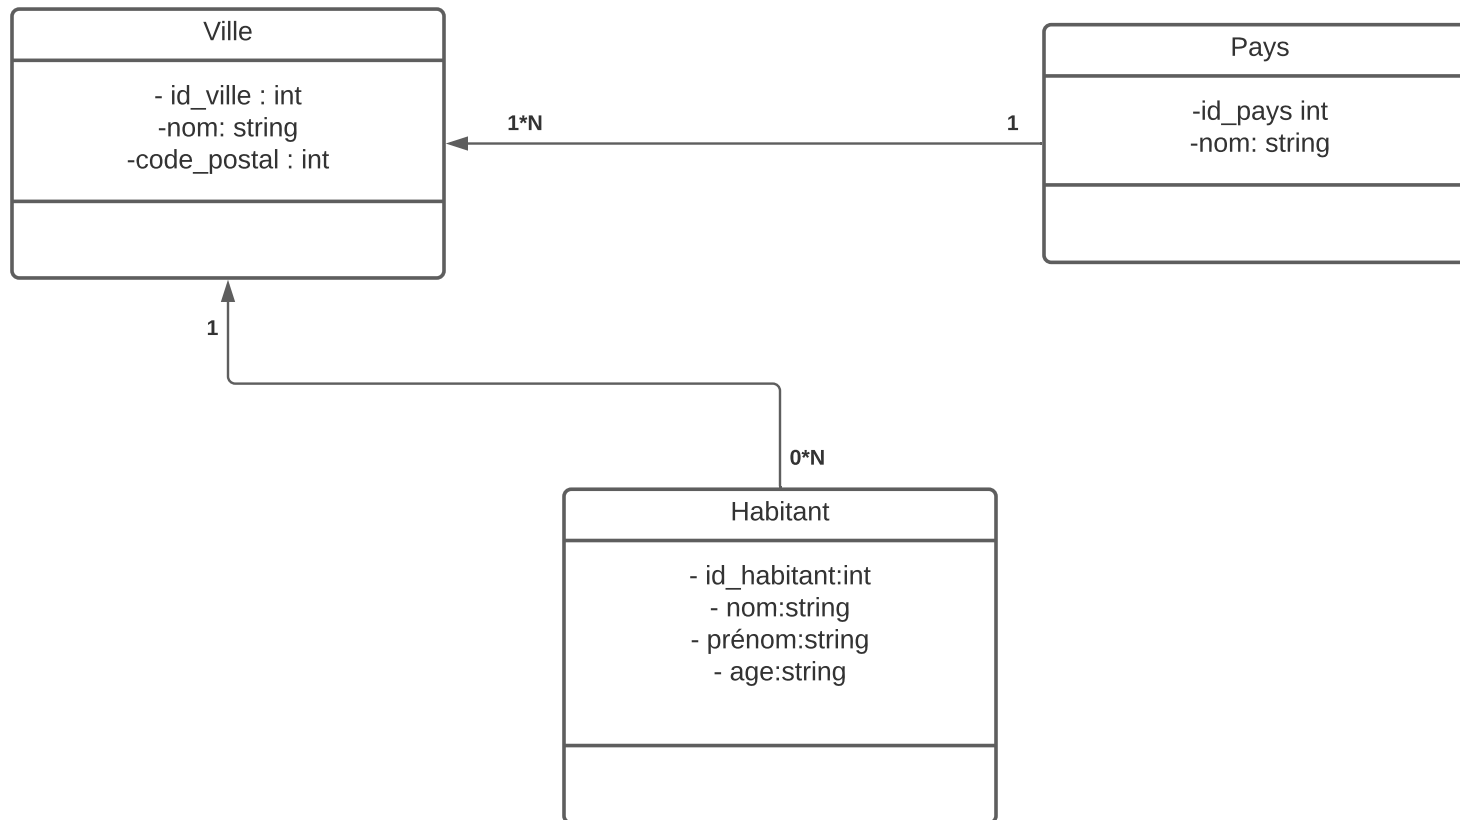 Ville
- id_ville : int
-nom: string
-code_postal : int
Pays
-id_pays int
-nom: string
1*N
1
1
0*N
Habitant
- id_habitant:int
- nom:string
- prénom:string
- age:string